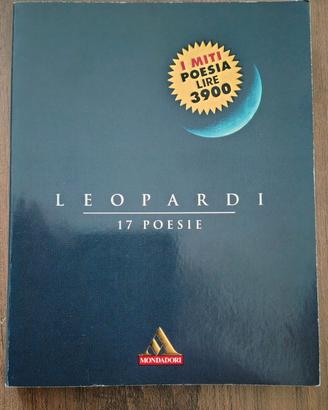 I MITI
POESIA
LIRE
3900
LEOPARDI
17 POESIE
MONDADORI